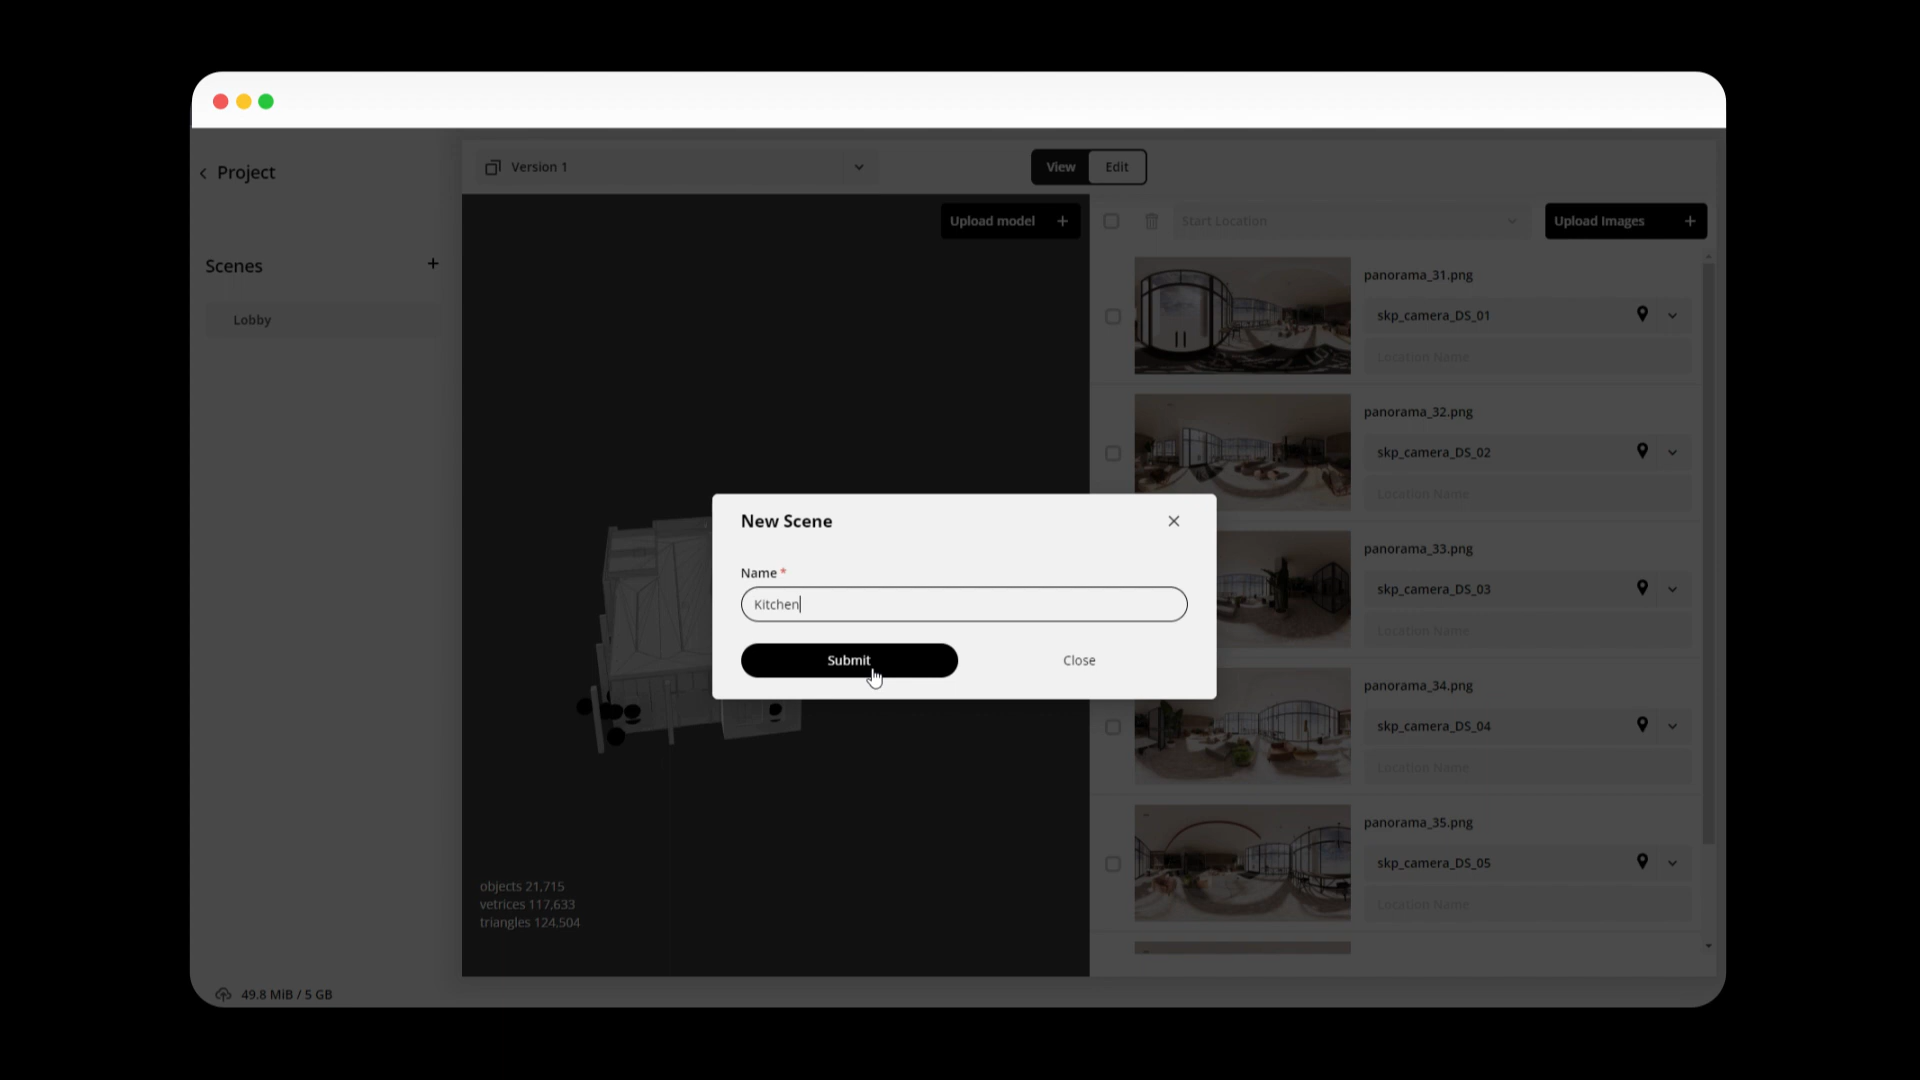 Project
Version 1
View
Edit
Upload model
Start Location
Upload Images
Scenes
Lobby
panorama_31.png
skp_camera_DS_01
Location Name
panorama_32.png
skp_camera_DS_02
Location Name
New Scene
Name *
Kitchen
Submit
Close
panorama_33.png
skp_camera_DS_03
Location Name
panorama_34.png
skp_camera_DS_04
Location Name
panorama_35.png
skp_camera_DS_05
Location Name
objects 21,715
vetrices 117,633
triangles 124,504
49.8 MiB / 5 GB